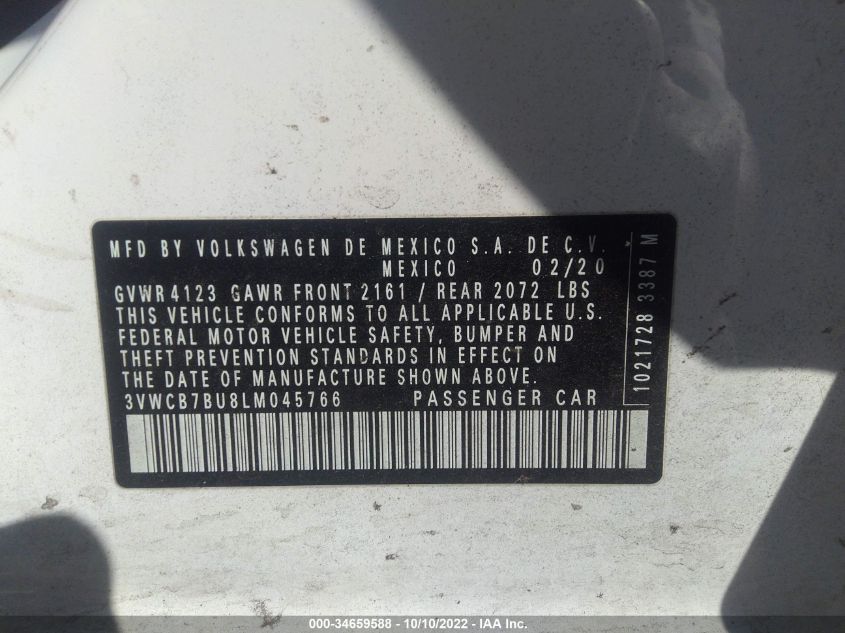 MFD BY VOLKSWAGEN DE MEXICO S.A. DE C.V.
MEXICO 02/20
GVWR 4123 GAWR FRONT 2161 / REAR 2072 LBS
THIS VEHICLE CONFORMS TO ALL APPLICABLE U.S.
FEDERAL MOTOR VEHICLE SAFETY, BUMPER AND
THEFT PREVENTION STANDARDS IN EFFECT ON
THE DATE OF MANUFACTURE SHOWN ABOVE.
3VWCB7BU8LM045766 PASSENGER CAR
1021728 3387 M
000-34659588 - 10/10/2022 - IAA Inc.